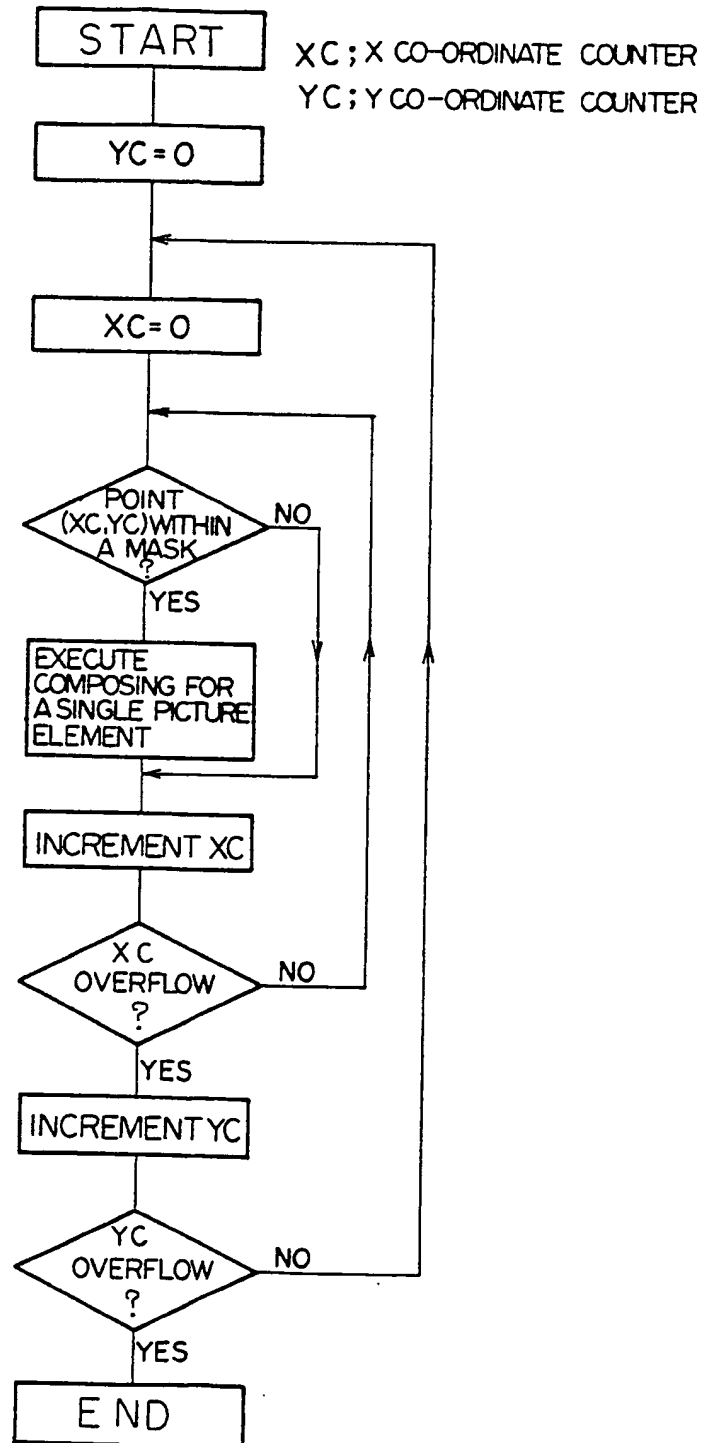 START
XC; X CO-ORDINATE COUNTER
YC; Y CO-ORDINATE COUNTER
YC=0
XC=0
POINT
(XC,YC)WITHIN
A MASK
?
NO
YES
EXECUTE
COMPOSING FOR
A SINGLE PICTURE
ELEMENT
INCREMENT XC
XC
OVERFLOW
?
NO
YES
INCREMENT YC
YC
OVERFLOW
?
NO
YES
END